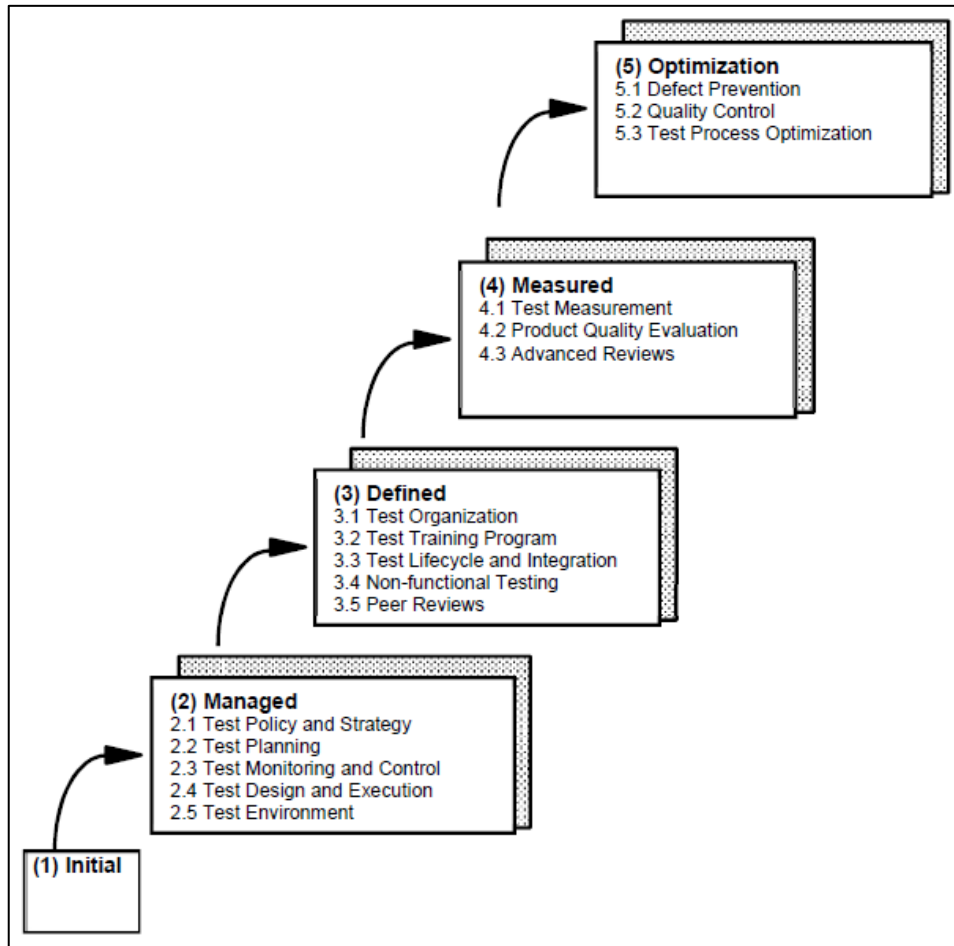 (5) Optimization
5.1 Defect Prevention
5.2 Quality Control
5.3 Test Process Optimization
(4) Measured
4.1 Test Measurement
4.2 Product Quality Evaluation
4.3 Advanced Reviews
(3) Defined
3.1 Test Organization
3.2 Test Training Program
3.3 Test Lifecycle and Integration
3.4 Non-functional Testing
3.5 Peer Reviews
(2) Managed
2.1 Test Policy and Strategy
2.2 Test Planning
2.3 Test Monitoring and Control
2.4 Test Design and Execution
2.5 Test Environment
(1) Initial